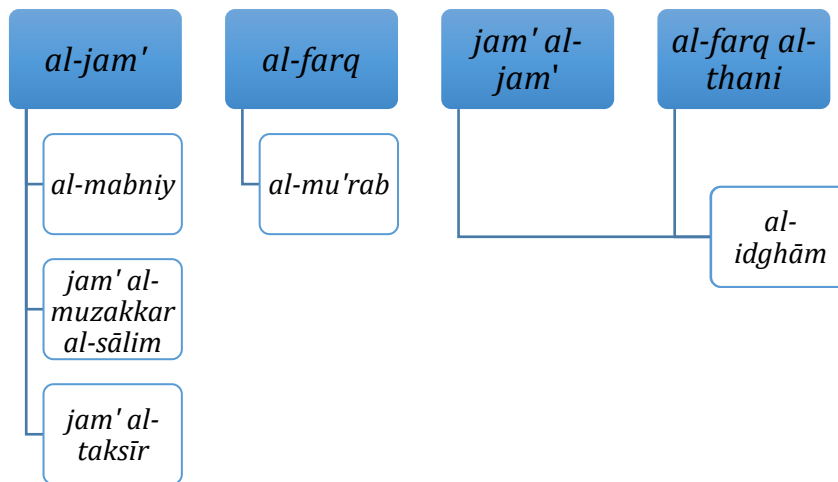 al-jam'
al-farq
jam' al-
jam'
al-farq al-
thani
al-mabniy
al-mu'rab
al-
idghām
jam' al-
muzakkar
al-sālim
jam' al-
taksīr